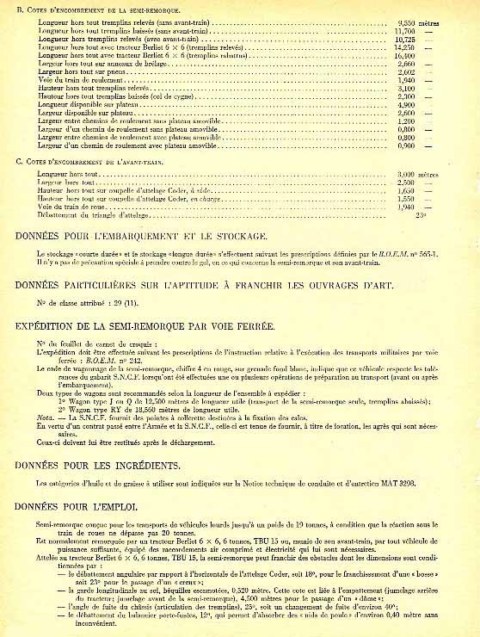 B. COTES D'ENCOMBREMENT DE LA SEMI-REMORQUE.
Longueur hors tout tremplins relevés (sans avant-train) 9,350 mètres
Longueur hors tout tremplins baissés (sans avant-train) 11,700 —
Longueur hors tout tremplins relevés (avec avant-train) 10,725 —
Longueur hors tout avec tracteur Berliet 6 × 6 (tremplins relevés) 14,250 —
Longueur hors tout avec tracteur Berliet 6 × 6 (tremplins rabattus) 16,400 —
Largeur hors tout sur anneaux de brêlage 2,660 —
Largeur hors tout sur pneus 2,602 —
Voie du train de roulement 1,940 —
Hauteur hors tout tremplins relevés 3,100 —
Hauteur hors tout tremplins baissés (col de cygne) 2,300 —
Longueur disponible sur plateau 4,900 —
Largeur disponible sur plateau 2,600 —
Largeur entre chemins de roulement sans plateau amovible 1,200 —
Largeur d'un chemin de roulement sans plateau amovible 0,800 —
Largeur entre chemins de roulement avec plateau amovible 0,800 —
Largeur d'un chemin de roulement avec plateau amovible 0,900 —
C. COTES D'ENCOMBREMENT DE L'AVANT-TRAIN.
Longueur hors tout 3,000 mètres
Largeur hors tout 2,500 —
Hauteur hors tout sur coupelle d'attelage Coder, à vide 1,650 —
Hauteur hors tout sur coupelle d'attelage Coder, en charge 1,550 —
Voie du train de roues 1,940 —
Débattement du triangle d'attelage 25°
DONNÉES POUR L'EMBARQUEMENT ET LE STOCKAGE.
Le stockage «courte durée» et le stockage «longue durée» s'effectuent suivant les prescriptions définies par le B.O.E.M. n° 565-1.
Il n'y a pas de précaution spéciale à prendre contre le gel, en ce qui concerne la semi-remorque et son avant-train.
DONNÉES PARTICULIÈRES SUR L'APTITUDE À FRANCHIR LES OUVRAGES D'ART.
N° de classe attribué : 29 (11).
EXPÉDITION DE LA SEMI-REMORQUE PAR VOIE FERRÉE.
N° du feuillet de carnet de croquis :
L'expédition doit être effectuée suivant les prescriptions de l'instruction relative à l'exécution des transports militaires par voie
ferrée : B.O.E.M. n° 242.
Le code de wagonnage de la semi-remorque, chiffre 4 en rouge, sur grenade fond blanc, indique que ce véhicule respecte les tolé-
rances du gabarit S.N.C.F. lorsqu'ont été effectuées une ou plusieurs opérations de préparation au transport (avant ou après
l'embarquement).
Deux types de wagons sont recommandés selon la longueur de l'ensemble à expédier :
1° Wagon type J ou Q de 12,500 mètres de longueur utile (transport de la semi-remorque seule, tremplins abaissés);
2° Wagon type RY de 18,560 mètres de longueur utile.
Nota. — La S.N.C.F. fournit des pointes à collerette destinées à la fixation des cales.
En vertu d'un contrat passé entre l'Armée et la S.N.C.F., celle-ci est tenue de fournir, à titre de location, les agrès qui sont néces-
saires.
Ceux-ci doivent lui être restitués après le déchargement.
DONNÉES POUR LES INGRÉDIENTS.
Les catégories d'huile et de graisse à utiliser sont indiquées sur la Notice technique de conduite et d'entretien MAT 3298.
DONNÉES POUR L'EMPLOI.
Semi-remorque conçue pour les transports de véhicules lourds jusqu'à un poids de 19 tonnes, à condition que la réaction sous le
train de roues ne dépasse pas 20 tonnes.
Est normalement remorquée par un tracteur Berliet 6 × 6, 6 tonnes, TBU 15 ou, munie de son avant-train, par tout véhicule de
puissance suffisante, équipé des raccordements air comprimé et électricité qui lui sont nécessaires.
Attelée au tracteur Berliet 6 × 6, 6 tonnes, TBU 15, la semi-remorque peut franchir des obstacles dont les dimensions sont condi-
tionnées par :
— le débattement angulaire par rapport à l'horizontale de l'attelage Coder, soit 18°, pour le franchissement d'une «bosse»
soit 23° pour le passage d'un «creux»;
— la garde longitudinale au sol, béquilles escamotées, 0,520 mètre. Cette cote est liée à l'empattement (jumelage arrière
du tracteur; jumelage avant de la semi-remorque), 4,500 mètres pour le passage d'un «dôme»;
— l'angle de fuite du châssis (articulation des tremplins), 23°, soit un changement de fuite d'environ 40°;
— le débattement du balancier porte-fusées, 12°, qui permet d'absorber des «nids de poule» d'environ 0,40 mètre sans
inconvénient.